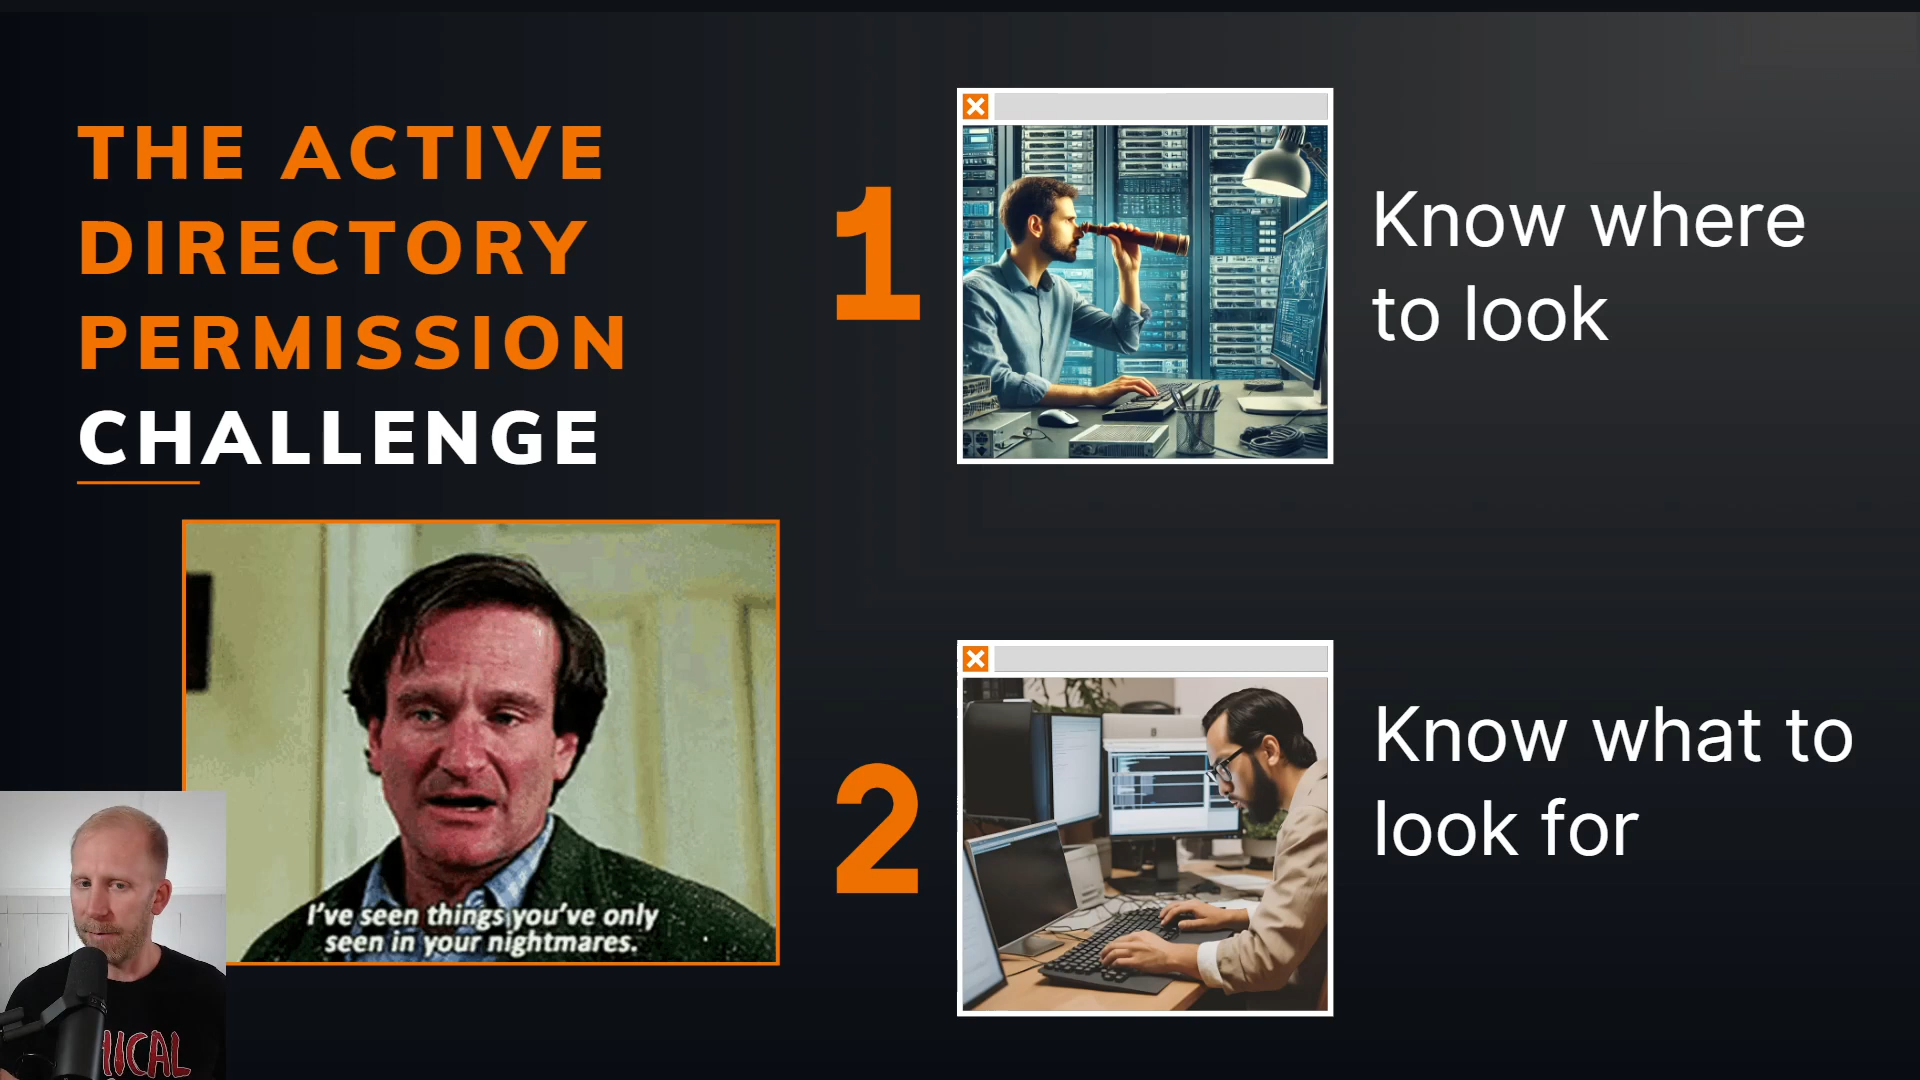 THE ACTIVE
DIRECTORY
PERMISSION
CHALLENGE
I've seen things you've only
seen in your nightmares.
1
Know where
to look
2
Know what to
look for